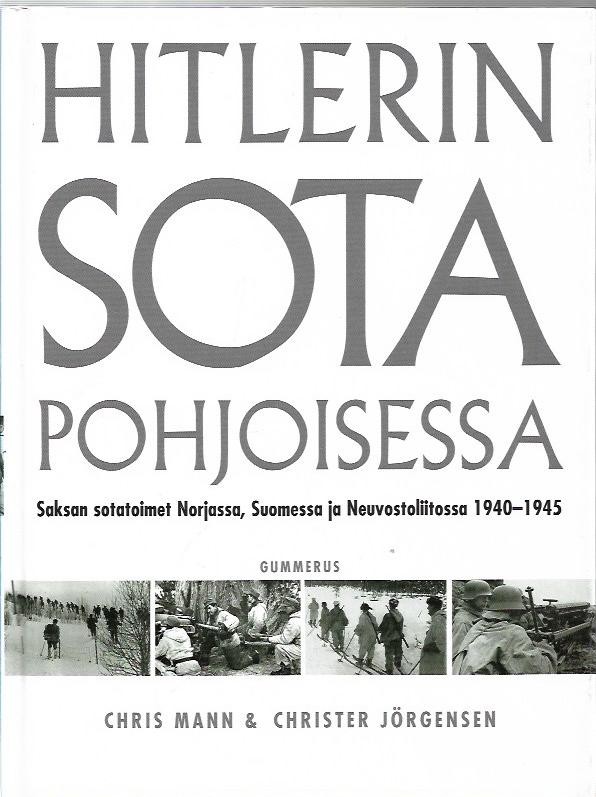 HITLERIN
SOTA
POHJOISESSA
Saksan sotatoimet Norjassa, Suomessa ja Neuvostoliitossa 1940–1945
GUMMERUS
CHRIS MANN & CHRISTER JÖRGENSEN